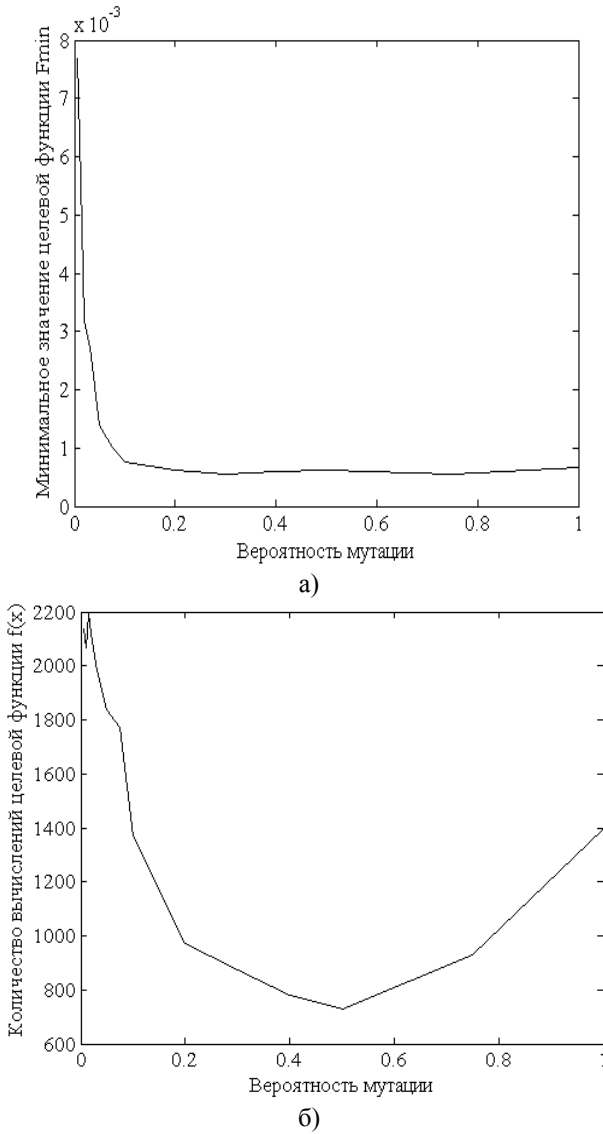 x 10⁻³
Минимальное значение целевой функции Fmin
8
7
6
5
4
3
2
1
0
0 0.2 0.4 0.6 0.8 1
Вероятность мутации
а)
Количество вычислений целевой функции f(x)
2200
2000
1800
1600
1400
1200
1000
800
600
0 0.2 0.4 0.6 0.8 1
Вероятность мутации
б)